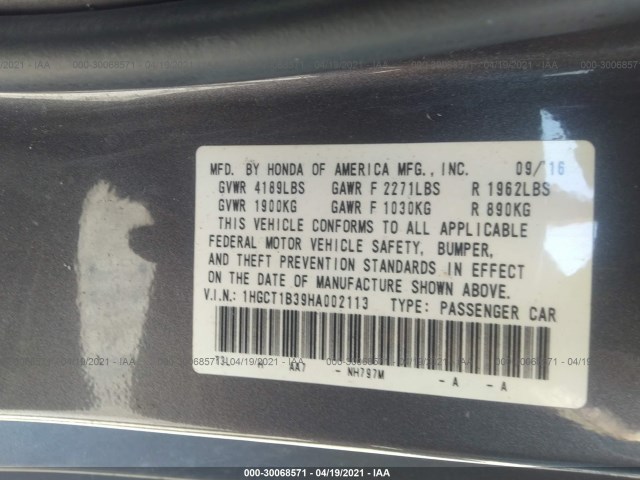 000-30068571 / 04/19/2021 / IAA
MFD. BY HONDA OF AMERICA MFG., INC. 09/16
GVWR 4189LBS GAWR F 2271LBS R 1962LBS
GVWR 1900KG GAWR F 1030KG R 890KG
THIS VEHICLE CONFORMS TO ALL APPLICABLE
FEDERAL MOTOR VEHICLE SAFETY, BUMPER,
AND THEFT PREVENTION STANDARDS IN EFFECT
ON THE DATE OF MANUFACTURE SHOWN ABOVE.
V.I.N.: 1HGCT1B39HA002113 TYPE: PASSENGER CAR
AA7 - NH797M - A - A
000-30068571 / 04/19/2021 / IAA